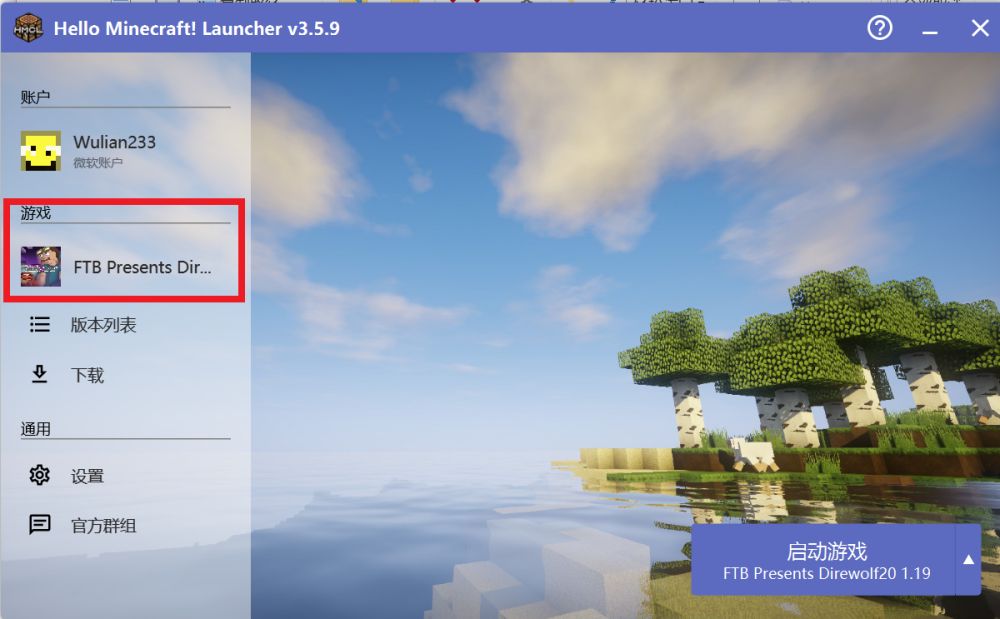 HMCL
Hello Minecraft! Launcher v3.5.9
账户
Wulian233
微软账户
游戏
FTB Presents Dir...
版本列表
下载
通用
设置
官方群组
启动游戏
FTB Presents Direwolf20 1.19